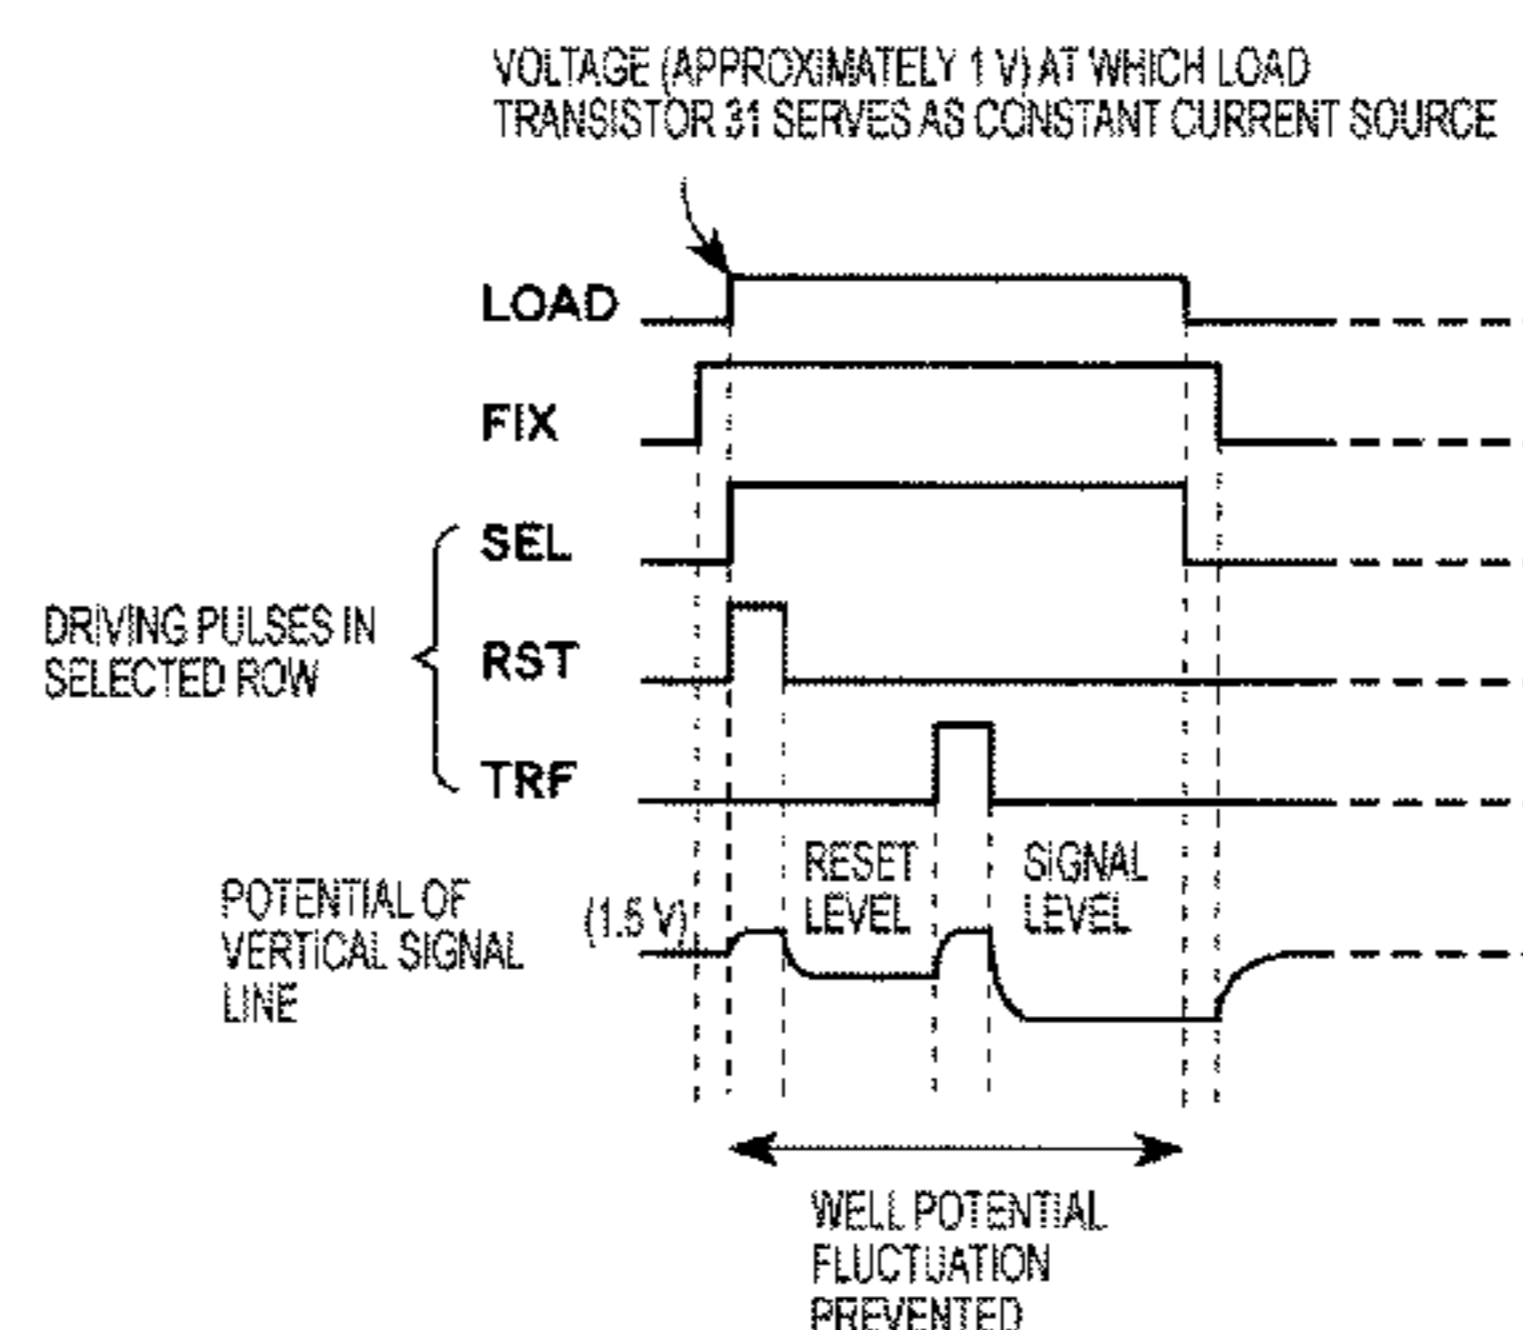 VOLTAGE (APPROXIMATELY 1 V) AT WHICH LOAD
TRANSISTOR 31 SERVES AS CONSTANT CURRENT SOURCE
LOAD
FIX
SEL
DRIVING PULSES IN
SELECTED ROW
RST
TRF
RESET
LEVEL
SIGNAL
LEVEL
POTENTIAL OF
VERTICAL SIGNAL
LINE
(1.5 V)
WELL POTENTIAL
FLUCTUATION
PREVENTED